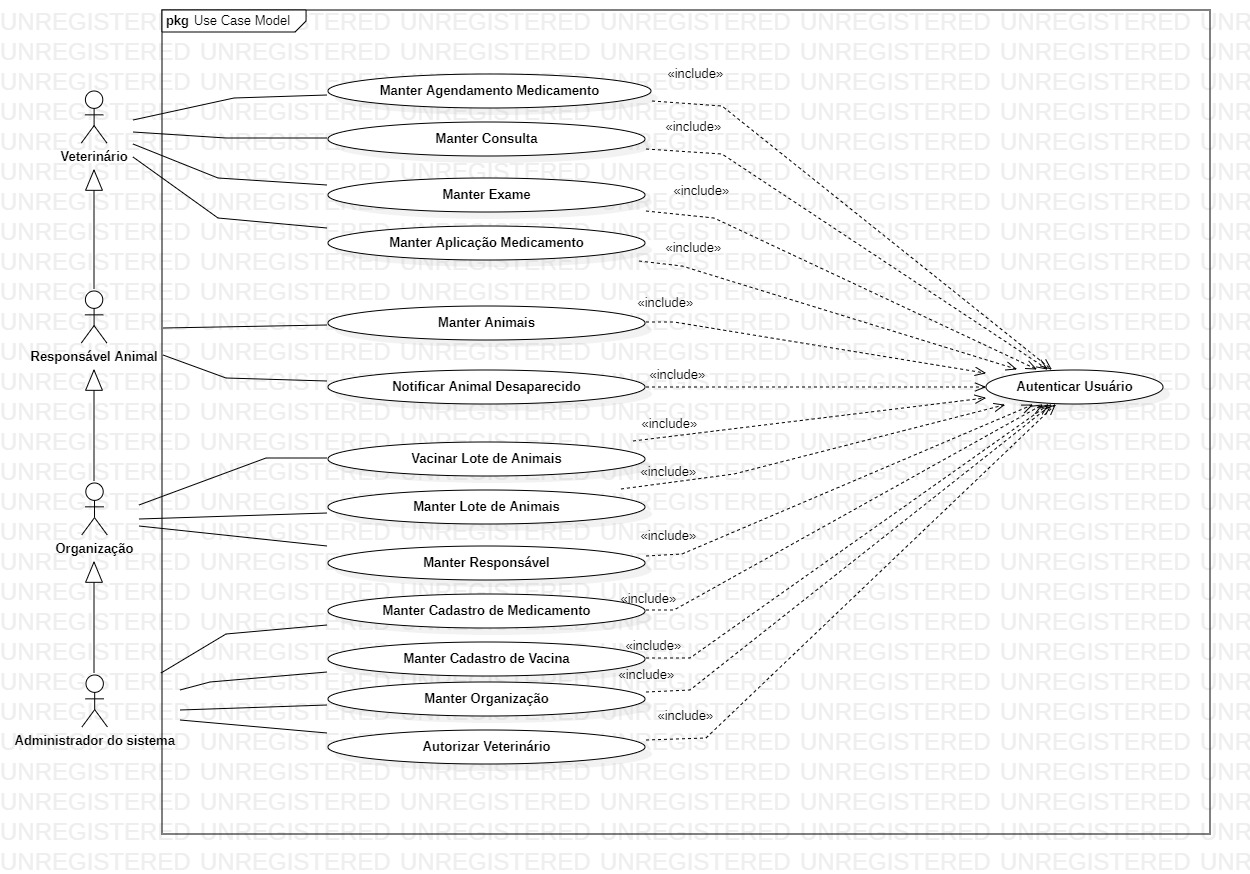 pkg Use Case Model
«include»
Manter Agendamento Medicamento
«include»
Manter Consulta
Veterinário
«include»
Manter Exame
Manter Aplicação Medicamento
«include»
«include»
Manter Animais
Responsável Animal
«include»
Notificar Animal Desaparecido
Autenticar Usuário
«include»
Vacinar Lote de Animais
«include»
Manter Lote de Animais
«include»
Organização
Manter Responsável
«include»
Manter Cadastro de Medicamento
«include»
Manter Cadastro de Vacina
«include»
Manter Organização
«include»
Administrador do sistema
Autorizar Veterinário
UNREGISTERED